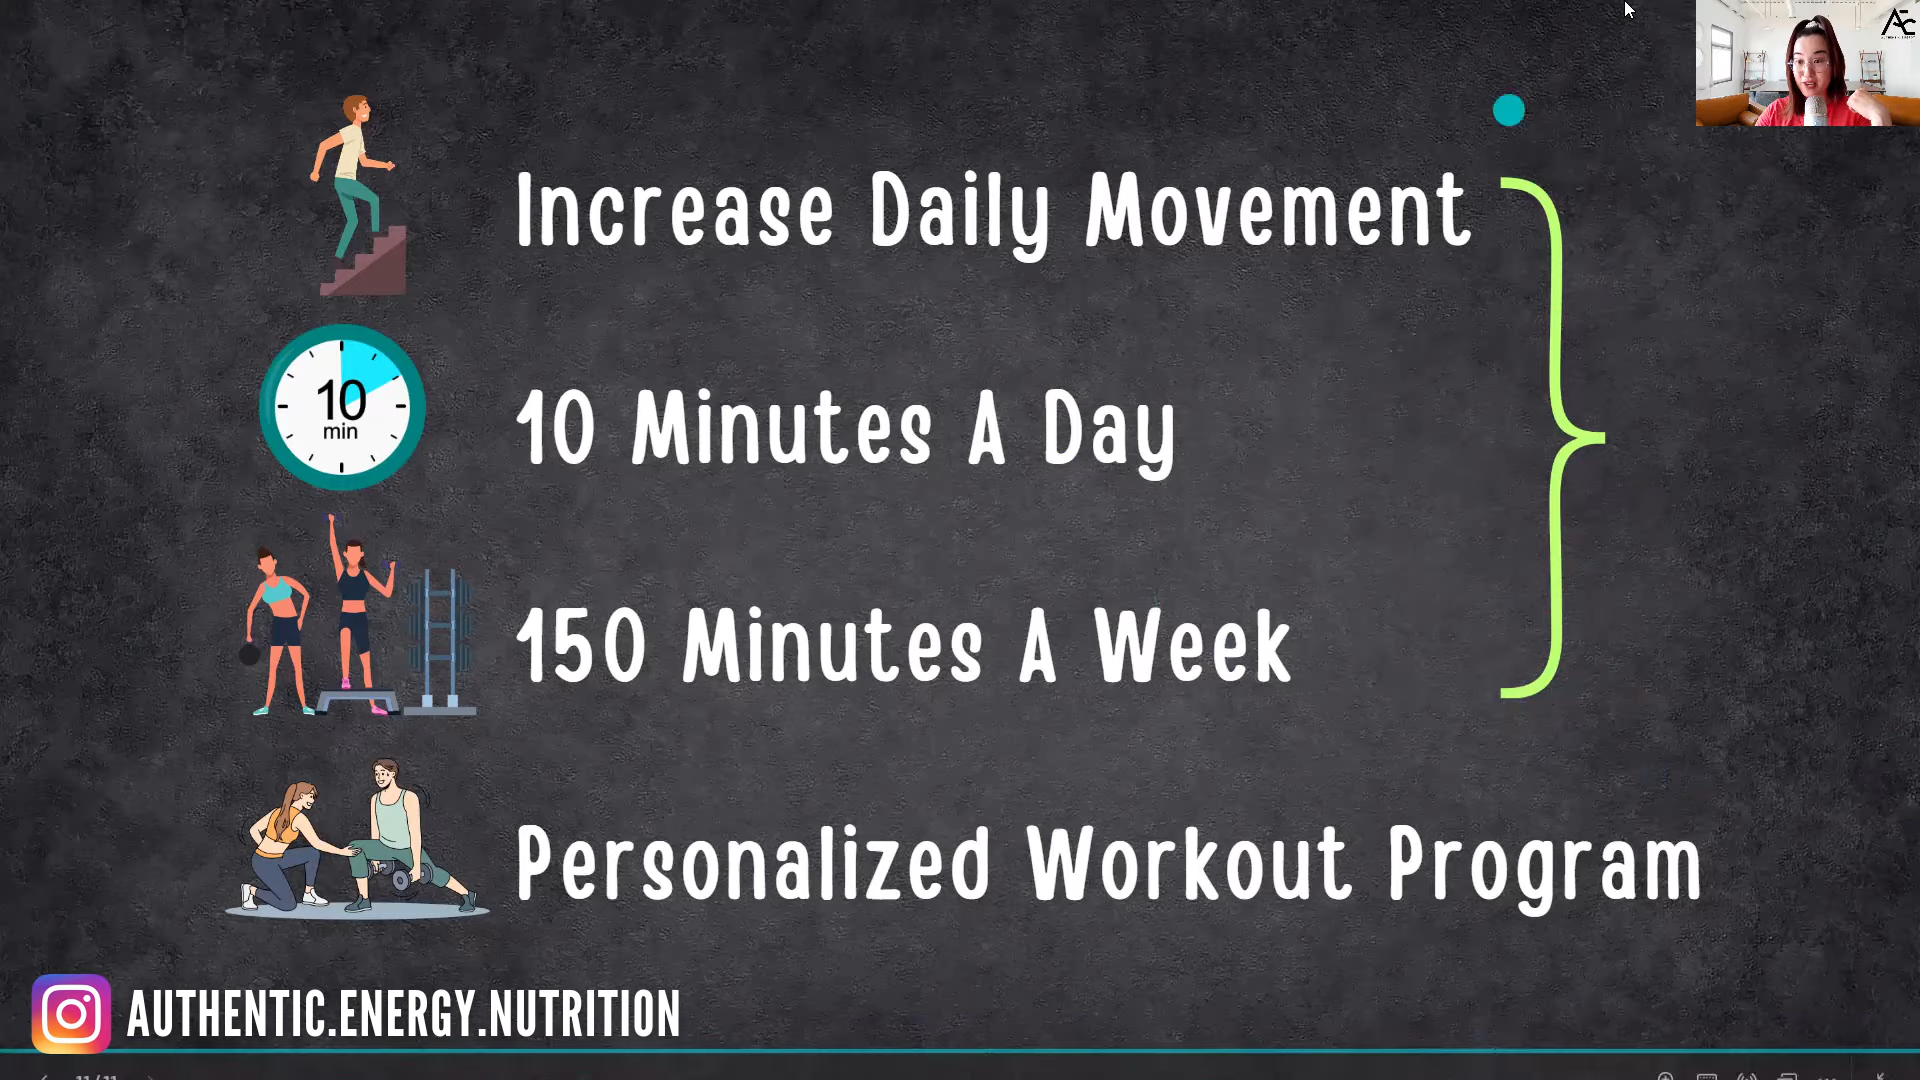 Increase Daily Movement
10
min
10 Minutes A Day
150 Minutes A Week
Personalized Workout Program
AUTHENTIC.ENERGY.NUTRITION